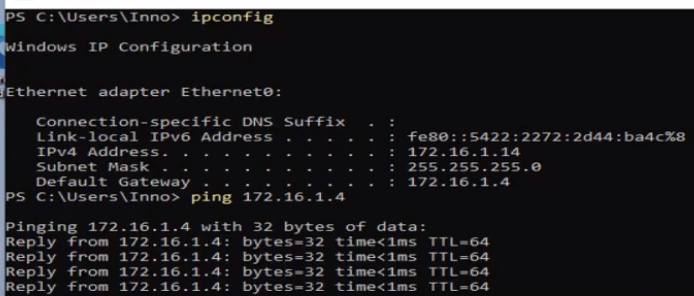 PS C:\Users\Inno> ipconfig
Windows IP Configuration
Ethernet adapter Ethernet0:
Connection-specific DNS Suffix  . :
Link-local IPv6 Address . . . . . : fe80::5422:2272:2d44:ba4c%8
IPv4 Address. . . . . . . . . . . : 172.16.1.14
Subnet Mask . . . . . . . . . . . : 255.255.255.0
Default Gateway . . . . . . . . . : 172.16.1.4
PS C:\Users\Inno> ping 172.16.1.4
Pinging 172.16.1.4 with 32 bytes of data:
Reply from 172.16.1.4: bytes=32 time<1ms TTL=64
Reply from 172.16.1.4: bytes=32 time<1ms TTL=64
Reply from 172.16.1.4: bytes=32 time<1ms TTL=64
Reply from 172.16.1.4: bytes=32 time<1ms TTL=64